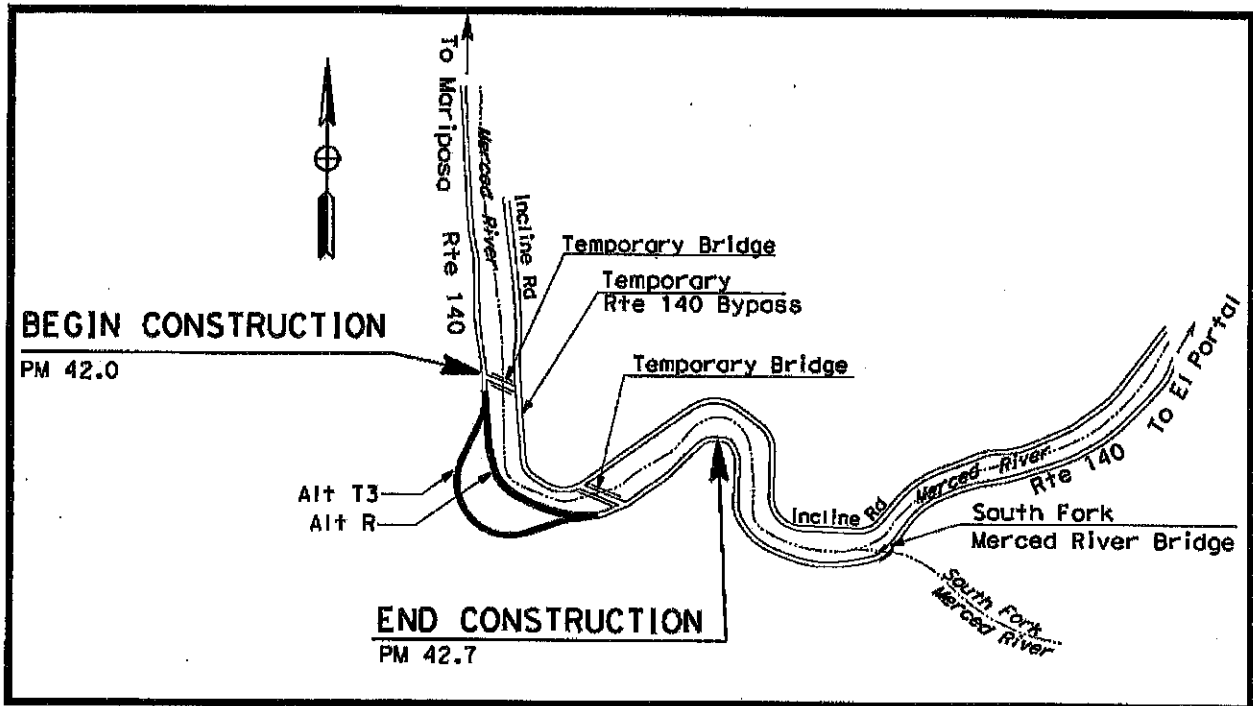 To Mariposa Rte 140
Merced River
Incline Rd
Temporary Bridge
Temporary
Rte 140 Bypass
BEGIN CONSTRUCTION
PM 42.0
Temporary Bridge
Alt T3
Alt R
Incline Rd
Merced River
Rte 140 To El Portal
South Fork
Merced River Bridge
South Fork
Merced River
END CONSTRUCTION
PM 42.7